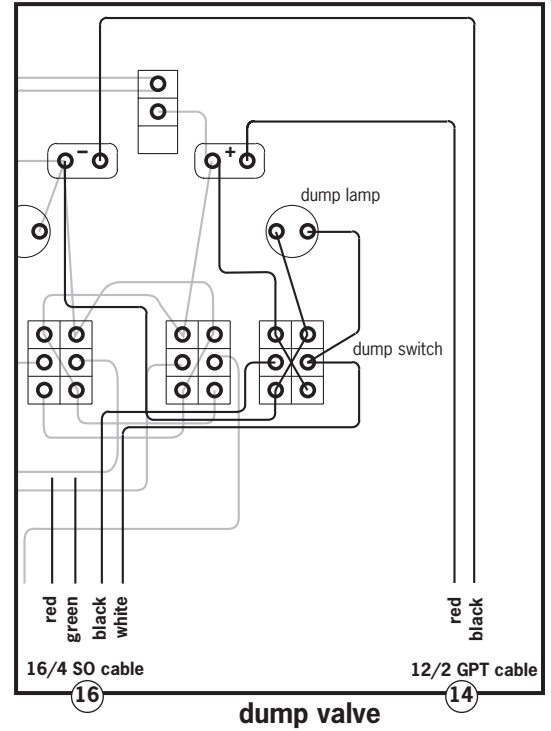 −
+
dump lamp
dump switch
red
green
black
white
red
black
16/4 SO cable
12/2 GPT cable
16
14
dump valve